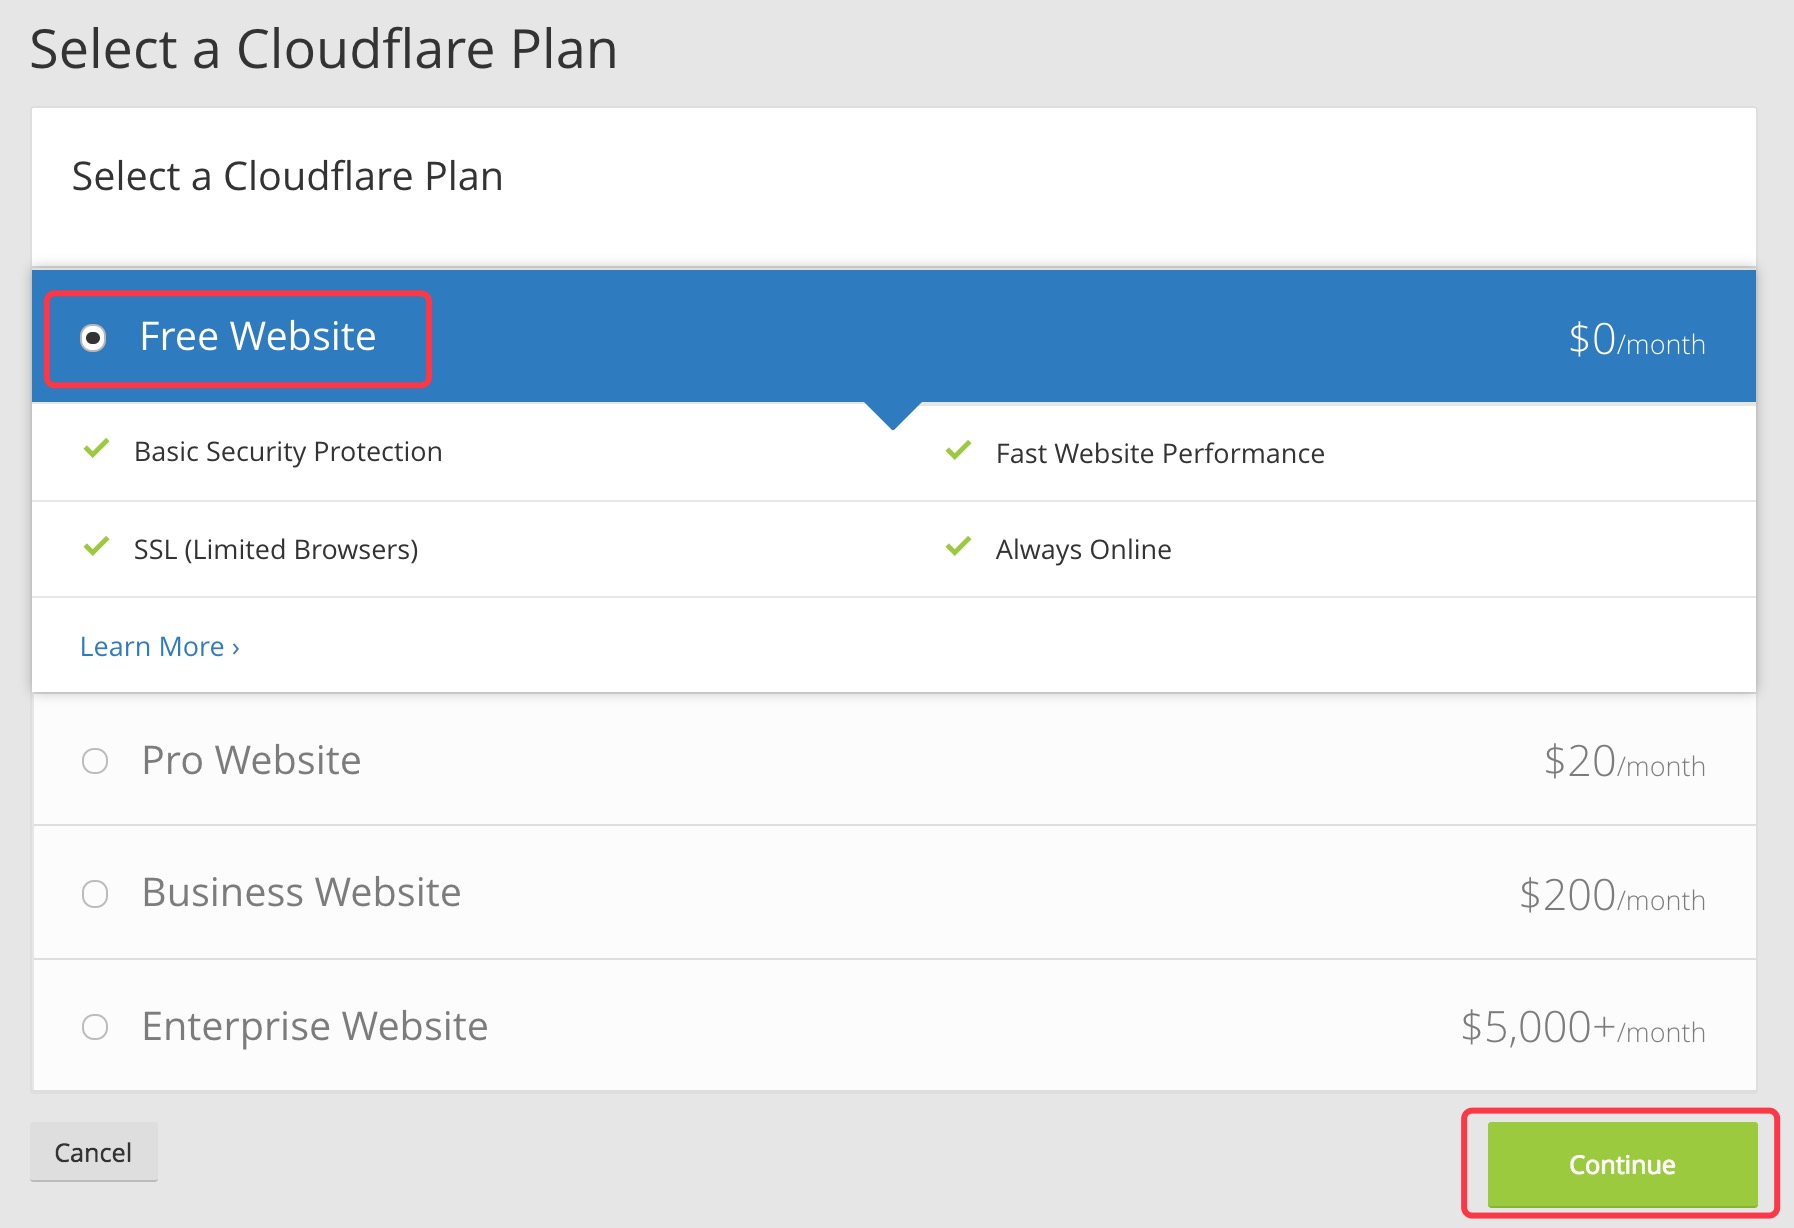 Select a Cloudflare Plan
Select a Cloudflare Plan
Free Website $0/month
Basic Security Protection Fast Website Performance
SSL (Limited Browsers) Always Online
Learn More ›
Pro Website $20/month
Business Website $200/month
Enterprise Website $5,000+/month
Cancel Continue